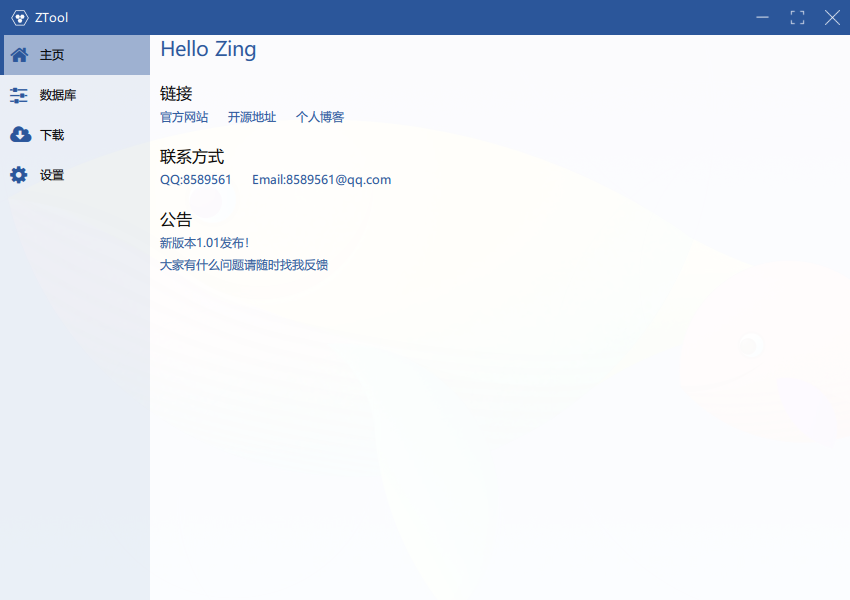 ZTool
主页
数据库
下载
设置
Hello Zing
链接
官方网站 开源地址 个人博客
联系方式
QQ:8589561 Email:8589561@qq.com
公告
新版本1.01发布！
大家有什么问题请随时找我反馈